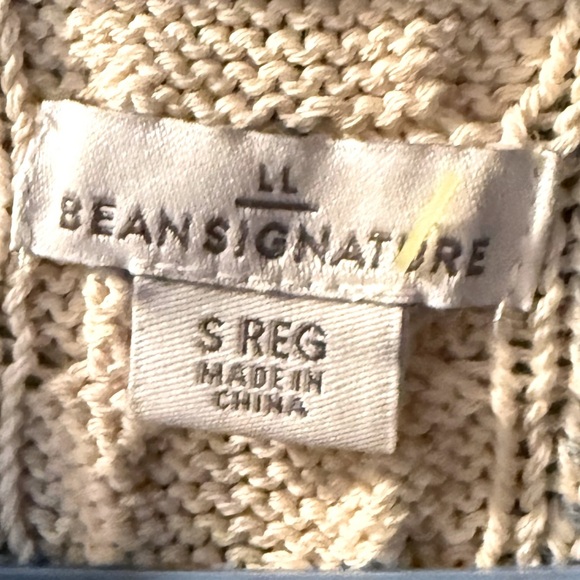 LL
BEAN SIGNATURE
S REG
MADE IN
CHINA